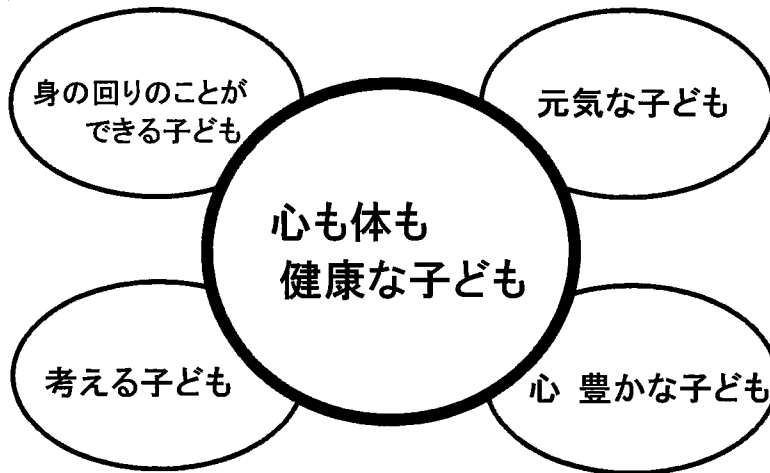 身の回りのことが
できる子ども
元気な子ども
心も体も
健康な子ども
考える子ども
心 豊かな子ども